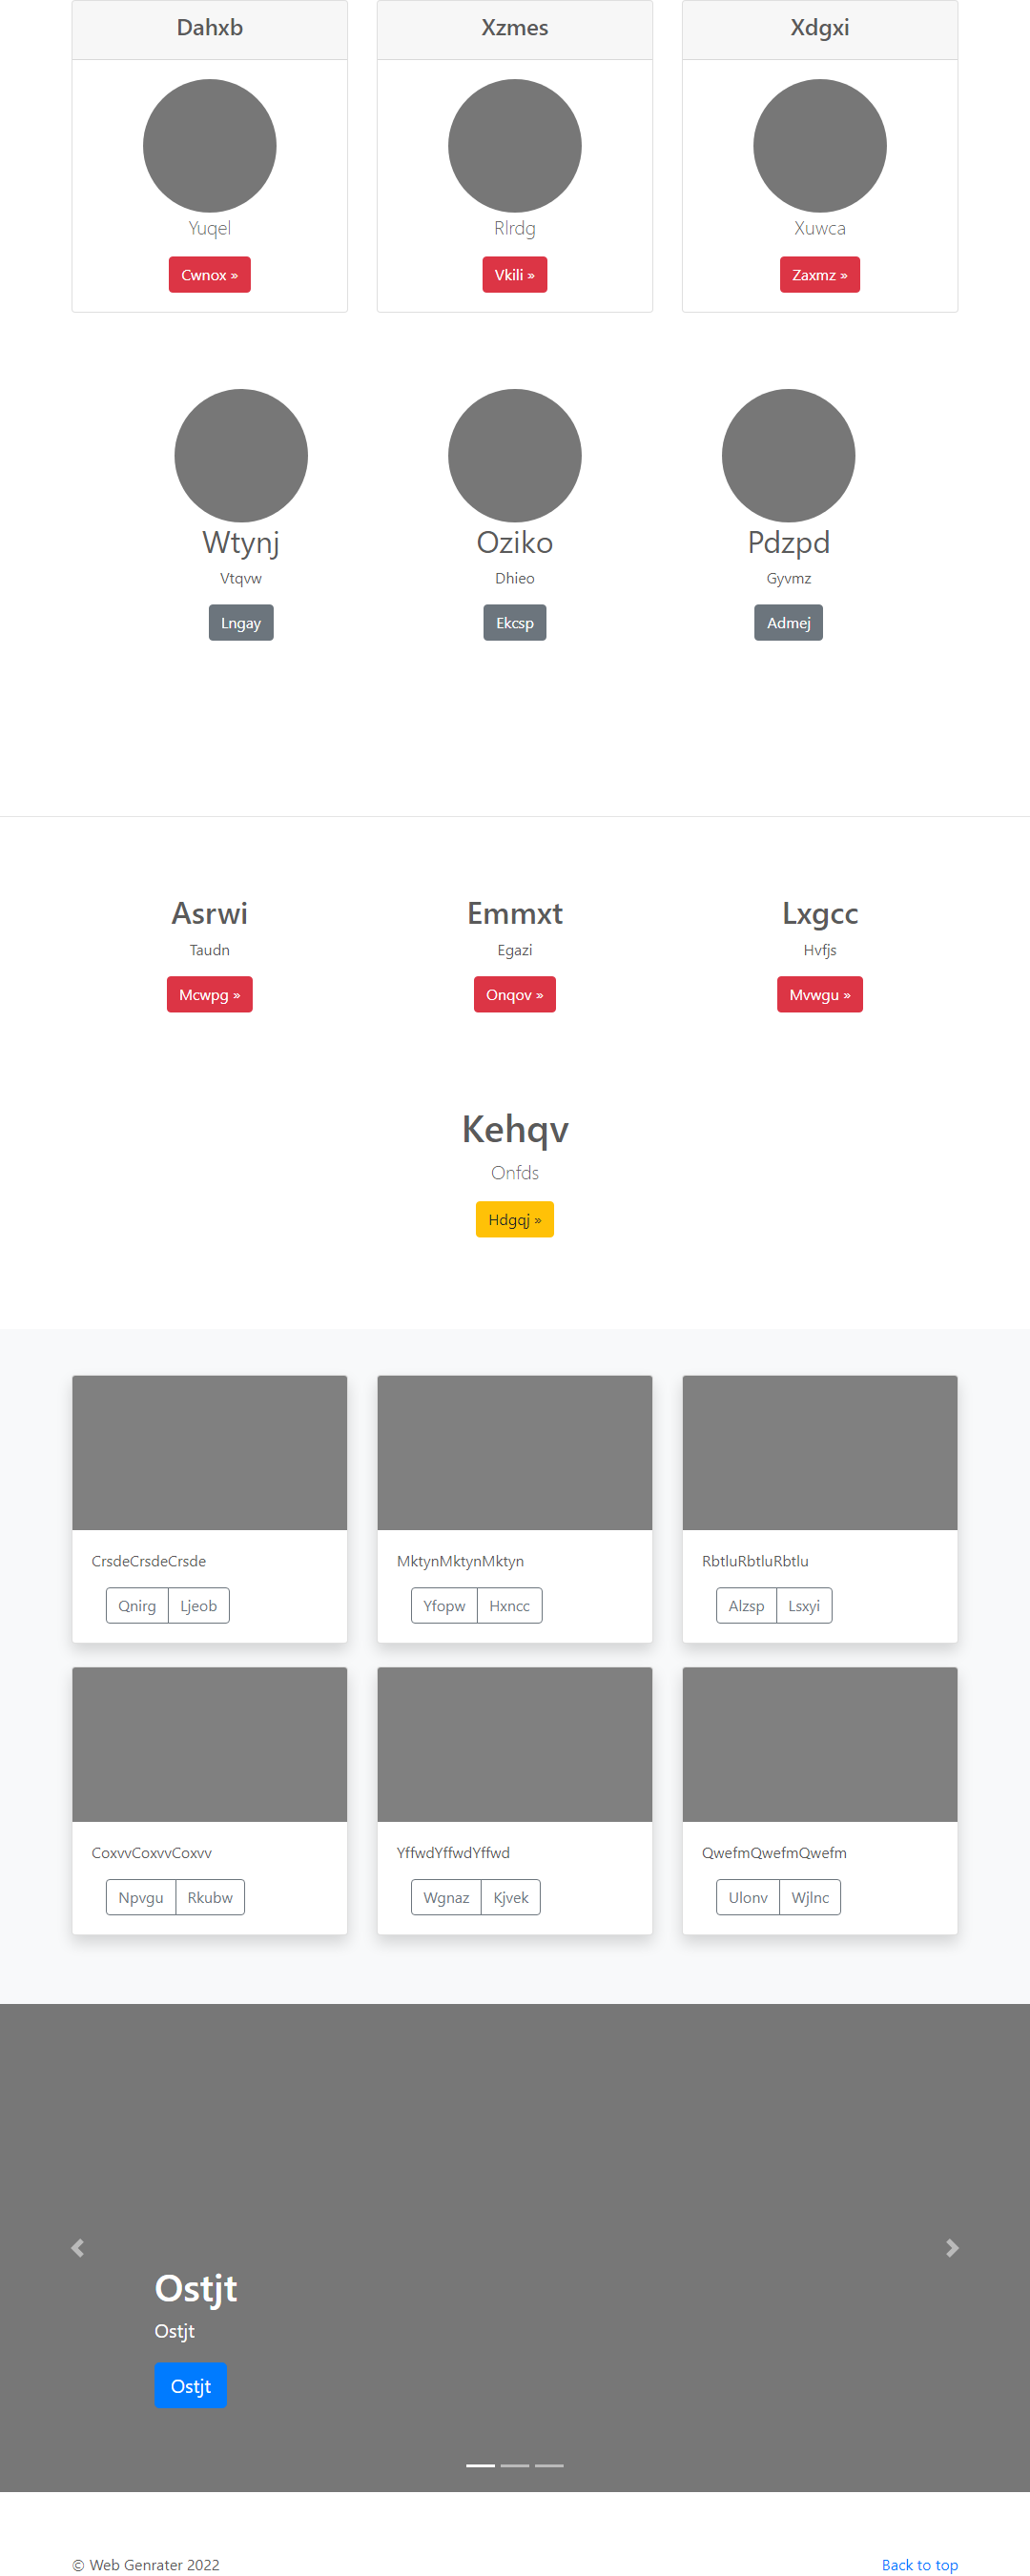 Dahxb
Xzmes
Xdgxi
Yuqel
Rlrdg
Xuwca
Cwnox »
Vkili »
Zaxmz »
Wtynj
Oziko
Pdzpd
Vtqvw
Dhieo
Gyvmz
Lngay
Ekcsp
Admej
Asrwi
Emmxt
Lxgcc
Taudn
Egazi
Hvfjs
Mcwpg »
Onqov »
Mvwgu »
Kehqv
Onfds
Hdgqj »
CrsdeCrsdeCrsde
MktynMktynMktyn
RbtluRbtluRbtlu
Qnirg Ljeob
Yfopw Hxncc
Alzsp Lsxyi
CoxvvCoxvvCoxvv
YffwdYffwdYffwd
QwefmQwefmQwefm
Npvgu Rkubw
Wgnaz Kjvek
Ulonv Wjlnc
Ostjt
Ostjt
Ostjt
© Web Genrater 2022
Back to top